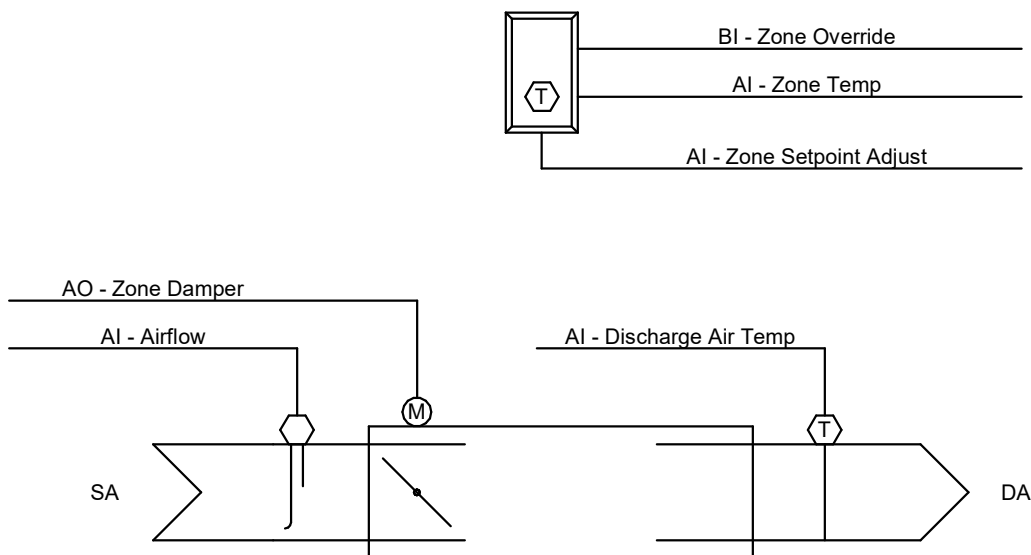 BI - Zone Override
AI - Zone Temp
T
AI - Zone Setpoint Adjust
AO - Zone Damper
AI - Airflow
AI - Discharge Air Temp
M
T
SA
DA